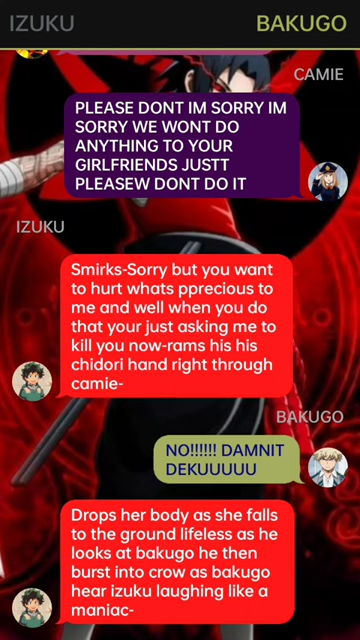 IZUKU BAKUGO
CAMIE
PLEASE DONT IM SORRY IM
SORRY WE WONT DO
ANYTHING TO YOUR
GIRLFRIENDS JUSTT
PLEASEW DONT DO IT
IZUKU
Smirks-Sorry but you want
to hurt whats pprecious to
me and well when you do
that your just asking me to
kill you now-rams his his
chidori hand right through
camie-
BAKUGO
NO!!!!!! DAMNIT
DEKUUUUU
Drops her body as she falls
to the ground lifeless as he
looks at bakugo he then
burst into crow as bakugo
hear izuku laughing like a
maniac-